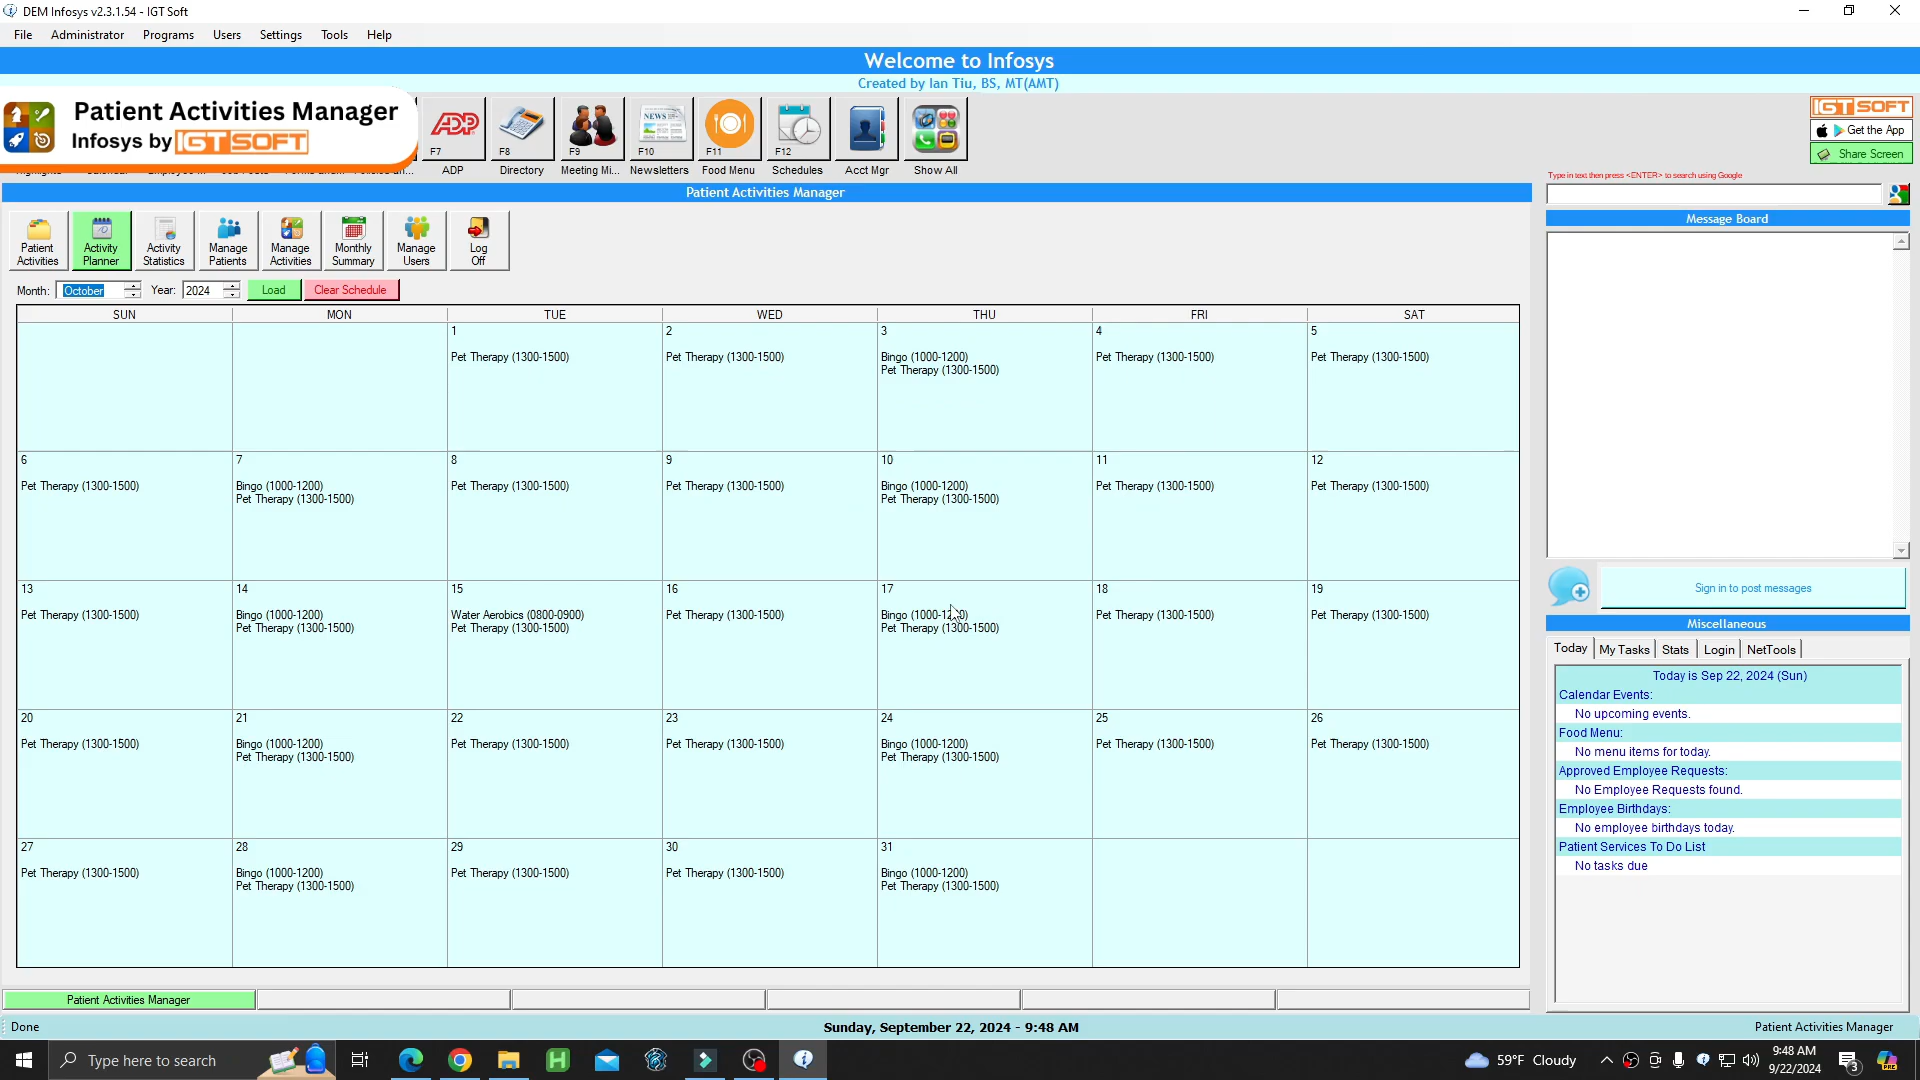 DEM Infosys v2.3.1.54 - IGT Soft
File Administrator Programs Users Settings Tools Help
Welcome to Infosys
Created by Ian Tiu, BS, MT(AMT)
Patient Activities Manager
Infosys by IGT SOFT
F7 F8 F9 NEWS F10 F11 F12
ADP
ADP Directory Meeting Mi... Newsletters Food Menu Schedules Acct Mgr Show All
IGT SOFT
Get the App
Share Screen
Type in text then press <ENTER> to search using Google
Patient Activities Manager
Patient Activities
Activity Planner
Activity Statistics
Manage Patients
Manage Activities
Monthly Summary
Manage Users
Log Off
Month: October Year: 2024 Load Clear Schedule
SUN MON TUE WED THU FRI SAT
1
Pet Therapy (1300-1500)
2
Pet Therapy (1300-1500)
3
Bingo (1000-1200)
Pet Therapy (1300-1500)
4
Pet Therapy (1300-1500)
5
Pet Therapy (1300-1500)
6
Pet Therapy (1300-1500)
7
Bingo (1000-1200)
Pet Therapy (1300-1500)
8
Pet Therapy (1300-1500)
9
Pet Therapy (1300-1500)
10
Bingo (1000-1200)
Pet Therapy (1300-1500)
11
Pet Therapy (1300-1500)
12
Pet Therapy (1300-1500)
13
Pet Therapy (1300-1500)
14
Bingo (1000-1200)
Pet Therapy (1300-1500)
15
Water Aerobics (0800-0900)
Pet Therapy (1300-1500)
16
Pet Therapy (1300-1500)
17
Bingo (1000-1200)
Pet Therapy (1300-1500)
18
Pet Therapy (1300-1500)
19
Pet Therapy (1300-1500)
20
Pet Therapy (1300-1500)
21
Bingo (1000-1200)
Pet Therapy (1300-1500)
22
Pet Therapy (1300-1500)
23
Pet Therapy (1300-1500)
24
Bingo (1000-1200)
Pet Therapy (1300-1500)
25
Pet Therapy (1300-1500)
26
Pet Therapy (1300-1500)
27
Pet Therapy (1300-1500)
28
Bingo (1000-1200)
Pet Therapy (1300-1500)
29
Pet Therapy (1300-1500)
30
Pet Therapy (1300-1500)
31
Bingo (1000-1200)
Pet Therapy (1300-1500)
Message Board
Sign in to post messages
Miscellaneous
Today My Tasks Stats Login NetTools
Today is Sep 22, 2024 (Sun)
Calendar Events:
No upcoming events.
Food Menu:
No menu items for today.
Approved Employee Requests:
No Employee Requests found.
Employee Birthdays:
No employee birthdays today.
Patient Services To Do List
No tasks due
Patient Activities Manager
Done Sunday, September 22, 2024 - 9:48 AM Patient Activities Manager
Type here to search
59°F Cloudy
9:48 AM
9/22/2024
3